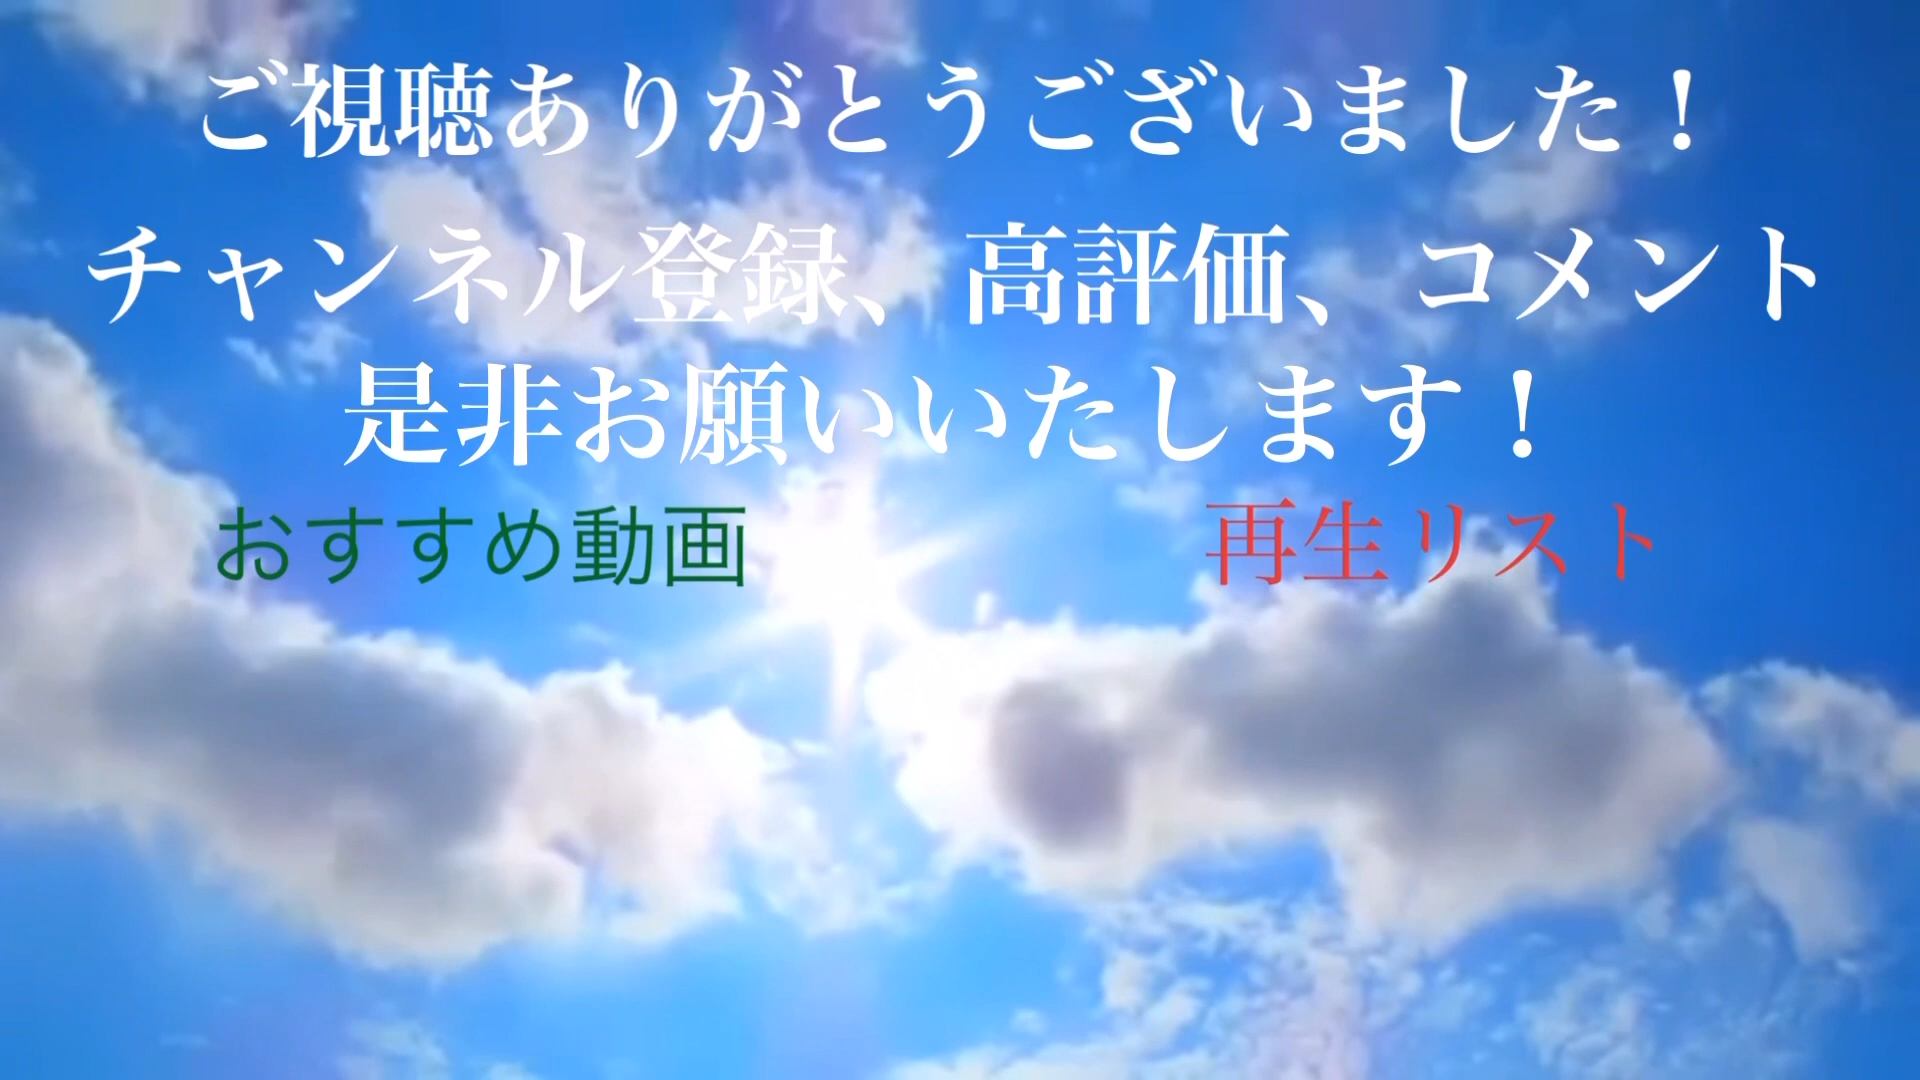 ご視聴ありがとうございました！
チャンネル登録、高評価、コメント
是非お願いいたします！
おすすめ動画
再生リスト